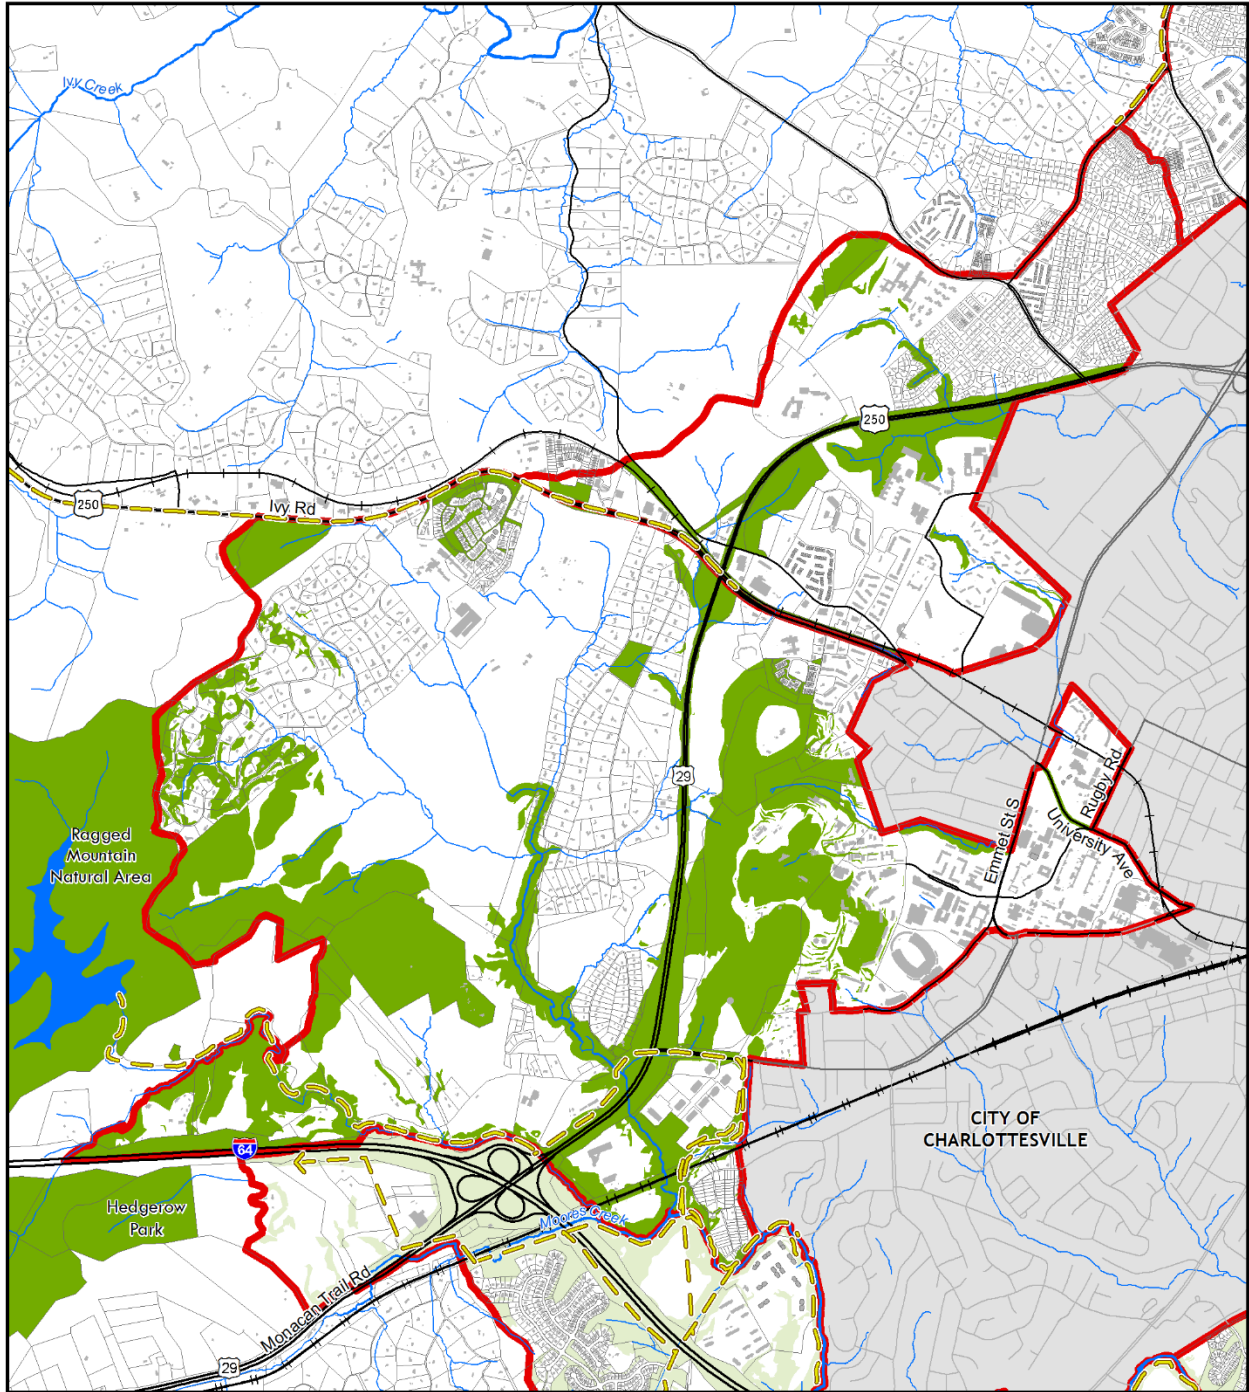 Ivy Creek
250
250
Ivy Rd
29
Rugby Rd
Emmet St S
University Ave
Ragged
Mountain
Natural Area
CITY OF
CHARLOTTESVILLE
64
Hedgerow
Park
Moores Creek
Monacan Trail Rd
29